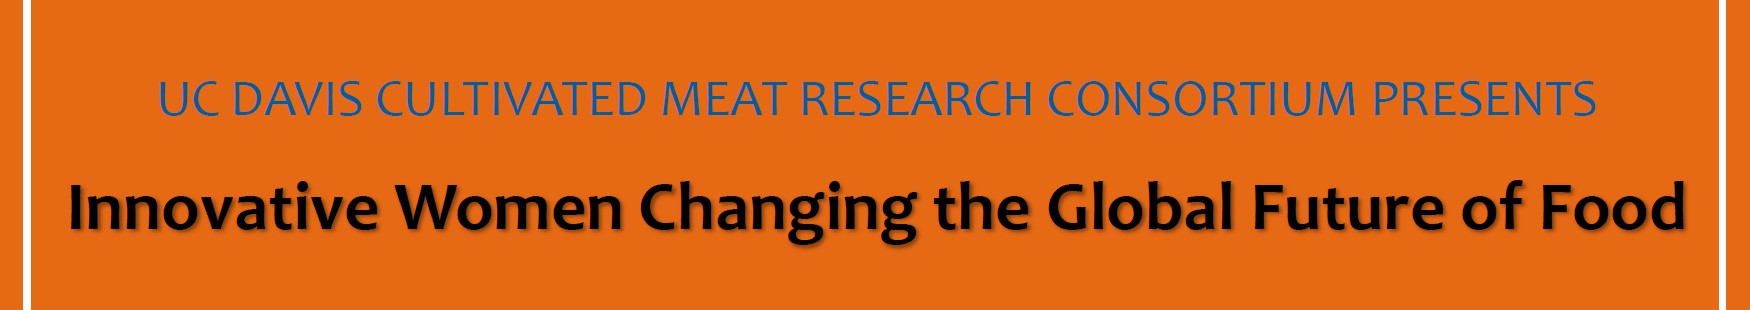 UC DAVIS CULTIVATED MEAT RESEARCH CONSORTIUM PRESENTS
Innovative Women Changing the Global Future of Food